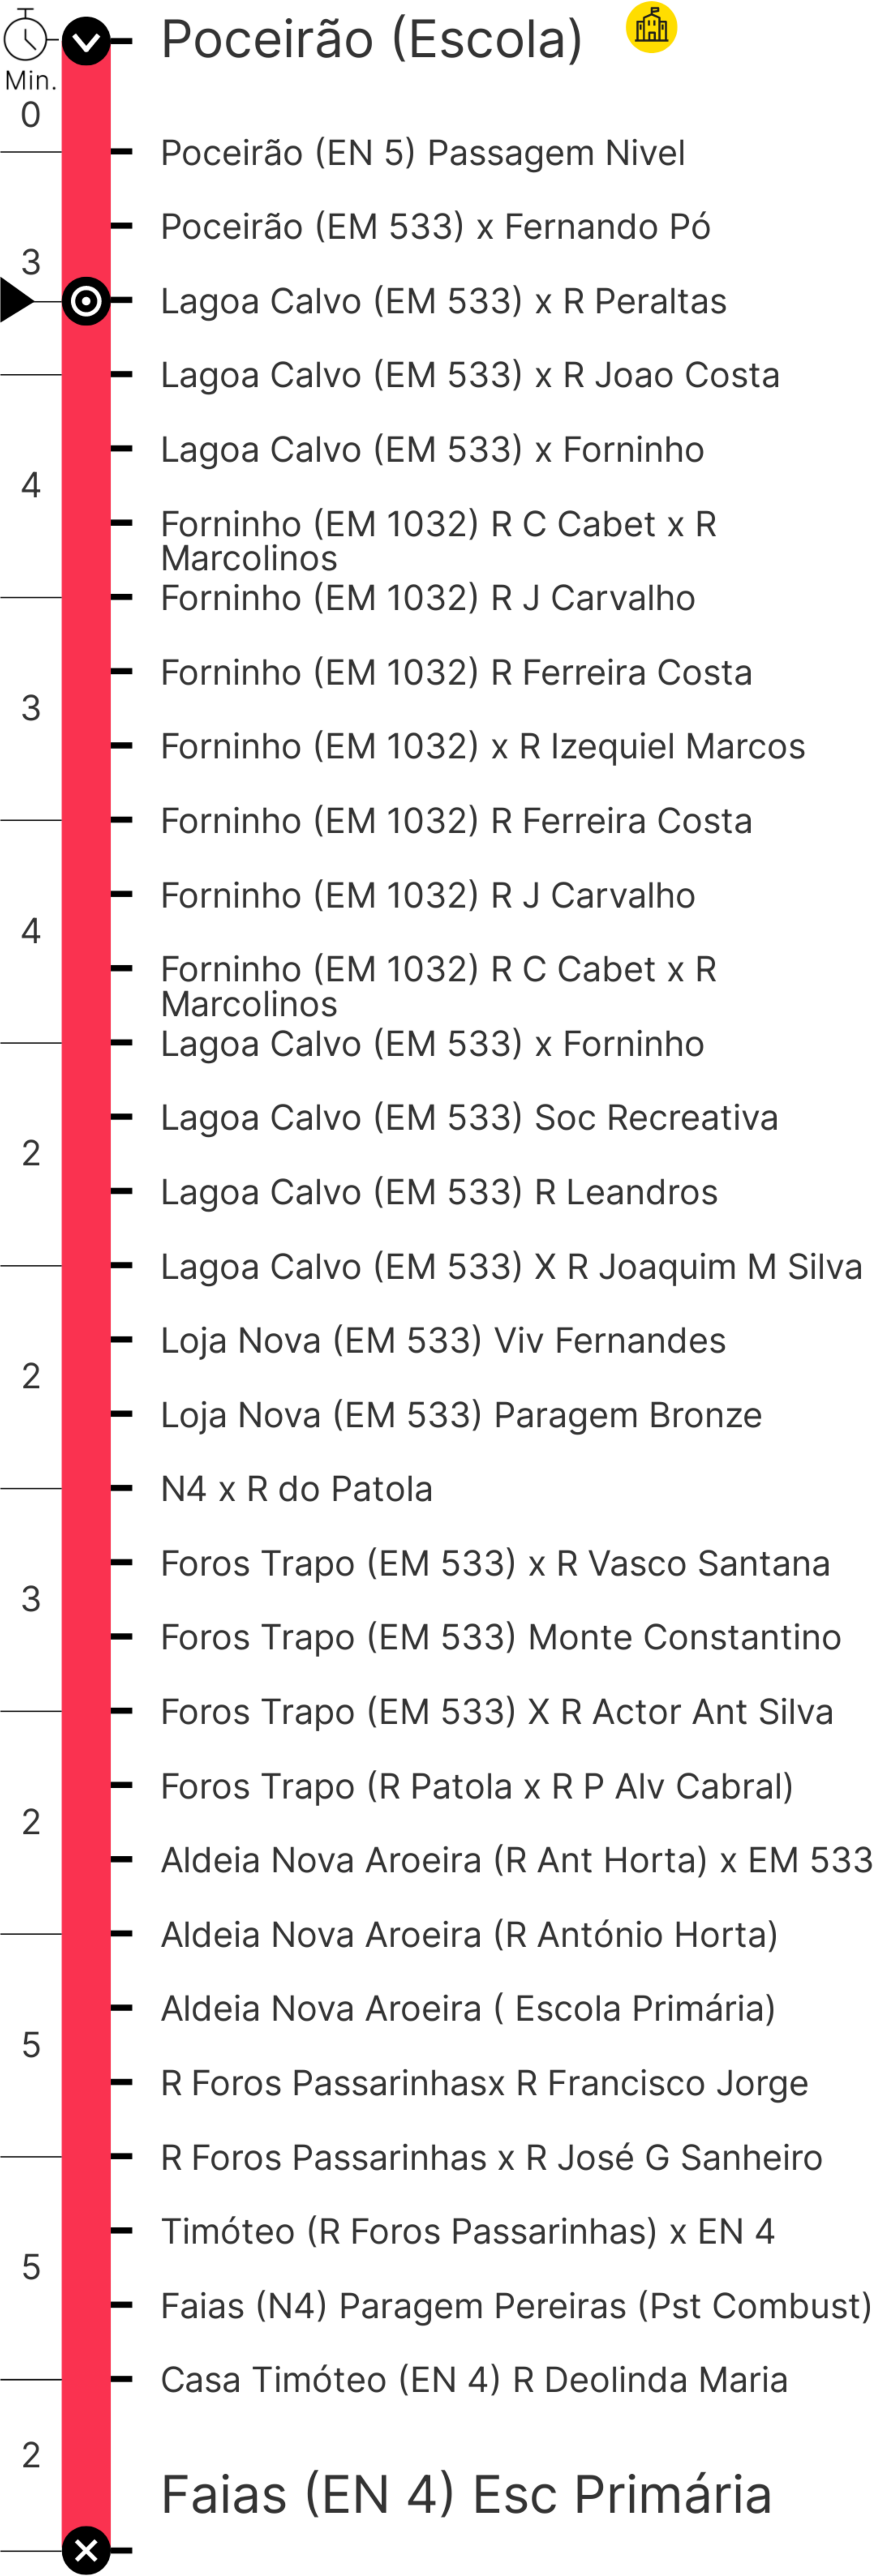 Poceirão (Escola)
Min.
0
Poceirão (EN 5) Passagem Nivel
Poceirão (EM 533) x Fernando Pó
3
Lagoa Calvo (EM 533) x R Peraltas
Lagoa Calvo (EM 533) x R Joao Costa
Lagoa Calvo (EM 533) x Forninho
4
Forninho (EM 1032) R C Cabet x R
Marcolinos
Forninho (EM 1032) R J Carvalho
Forninho (EM 1032) R Ferreira Costa
3
Forninho (EM 1032) x R Izequiel Marcos
Forninho (EM 1032) R Ferreira Costa
Forninho (EM 1032) R J Carvalho
4
Forninho (EM 1032) R C Cabet x R
Marcolinos
Lagoa Calvo (EM 533) x Forninho
Lagoa Calvo (EM 533) Soc Recreativa
2
Lagoa Calvo (EM 533) R Leandros
Lagoa Calvo (EM 533) X R Joaquim M Silva
Loja Nova (EM 533) Viv Fernandes
2
Loja Nova (EM 533) Paragem Bronze
N4 x R do Patola
Foros Trapo (EM 533) x R Vasco Santana
3
Foros Trapo (EM 533) Monte Constantino
Foros Trapo (EM 533) X R Actor Ant Silva
Foros Trapo (R Patola x R P Alv Cabral)
2
Aldeia Nova Aroeira (R Ant Horta) x EM 533
Aldeia Nova Aroeira (R António Horta)
Aldeia Nova Aroeira ( Escola Primária)
5
R Foros Passarinhasx R Francisco Jorge
R Foros Passarinhas x R José G Sanheiro
Timóteo (R Foros Passarinhas) x EN 4
5
Faias (N4) Paragem Pereiras (Pst Combust)
Casa Timóteo (EN 4) R Deolinda Maria
2
Faias (EN 4) Esc Primária